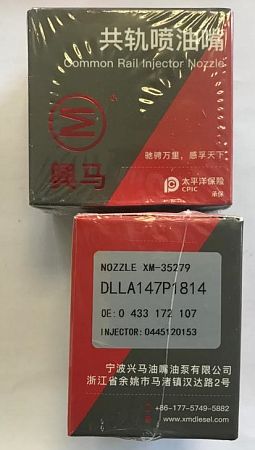 共轨喷油嘴
Common Rail Injector Nozzle
M®
興马
驰骋万里，感孚天下
太平洋保险
CPIC
承保
NOZZLE XM-35279
DLLA147P1814
OE: 0 433 172 107
INJECTOR: 0445120153
宁波兴马油嘴油泵有限公司
浙江省余姚市马渚镇汉达路2号
+86-177-5749-5882
www.xmdiesel.com